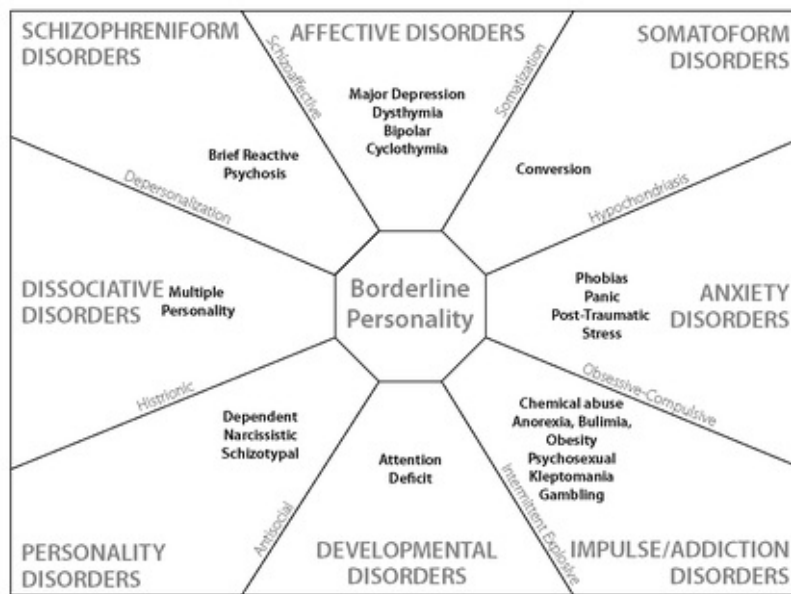 SCHIZOPHRENIFORM
DISORDERS
Schizoaffective
AFFECTIVE DISORDERS
Major Depression
Dysthymia
Bipolar
Cyclothymia
Somatization
SOMATOFORM
DISORDERS
Brief Reactive
Psychosis
Conversion
Depersonalization
Hypochondriasis
DISSOCIATIVE
DISORDERS
Multiple
Personality
Borderline
Personality
Phobias
Panic
Post-Traumatic
Stress
ANXIETY
DISORDERS
Histrionic
Obsessive-Compulsive
Dependent
Narcissistic
Schizotypal
Attention
Deficit
Chemical abuse
Anorexia, Bulimia,
Obesity
Psychosexual
Kleptomania
Gambling
Antisocial
Intermittent Explosive
PERSONALITY
DISORDERS
DEVELOPMENTAL
DISORDERS
IMPULSE/ADDICTION
DISORDERS